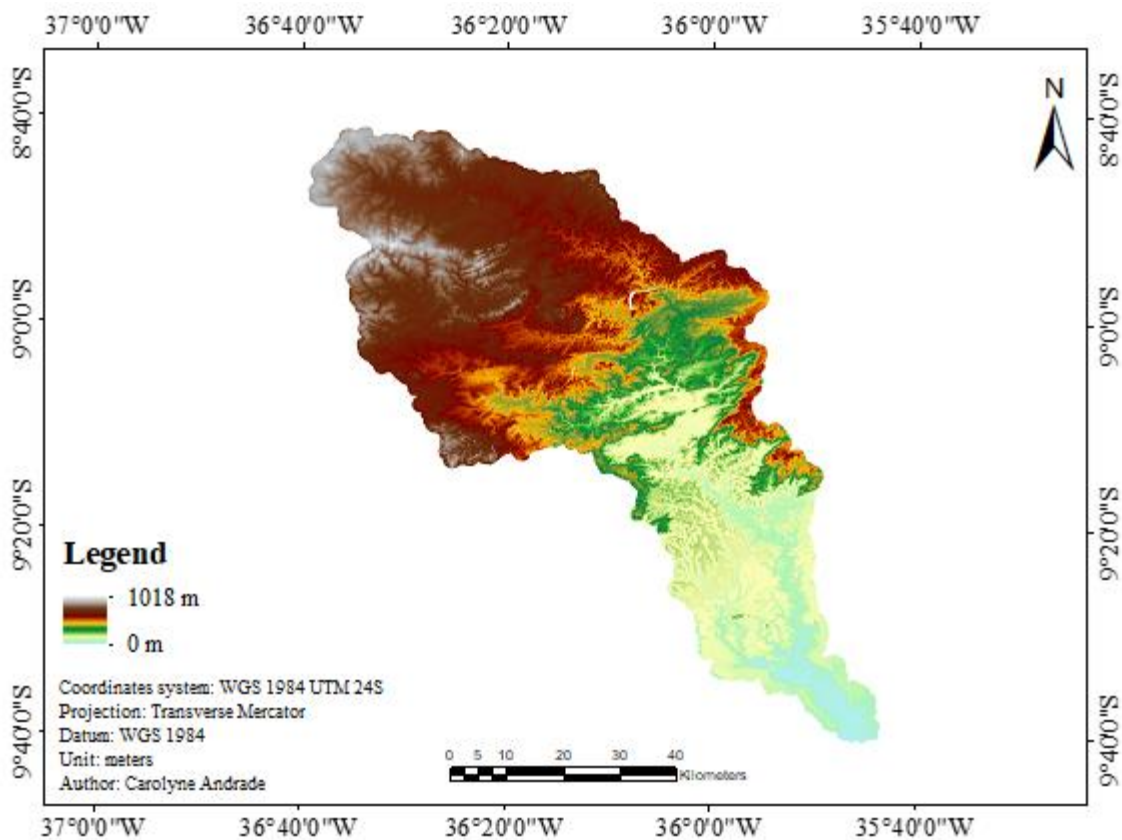 37°0'0"W 36°40'0"W 36°20'0"W 36°0'0"W 35°40'0"W
8°40'0"S 8°40'0"S
N
9°0'0"S 9°0'0"S
9°20'0"S 9°20'0"S
Legend
1018 m
0 m
Coordinates system: WGS 1984 UTM 24S
Projection: Transverse Mercator
Datum: WGS 1984
Unit: meters
Author: Carolyne Andrade
9°40'0"S 9°40'0"S
0 5 10 20 30 40
Kilometers
37°0'0"W 36°40'0"W 36°20'0"W 36°0'0"W 35°40'0"W